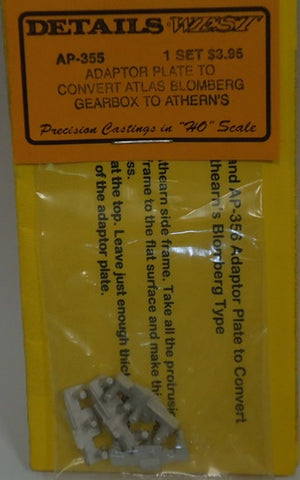 DETAILS WEST
AP-355 1 SET $3.95
ADAPTOR PLATE TO
CONVERT ATLAS BLOMBERG
GEARBOX TO ATHERN'S
Precision Castings in "HO" Scale
and AP-356 Adaptor Plate to Convert
thearn's Blomberg Type
thearn side frame. Take all the protrusi
frame to the flat surface and make thi
ss.
at the top. Leave just enough thic
of the adaptor plate.